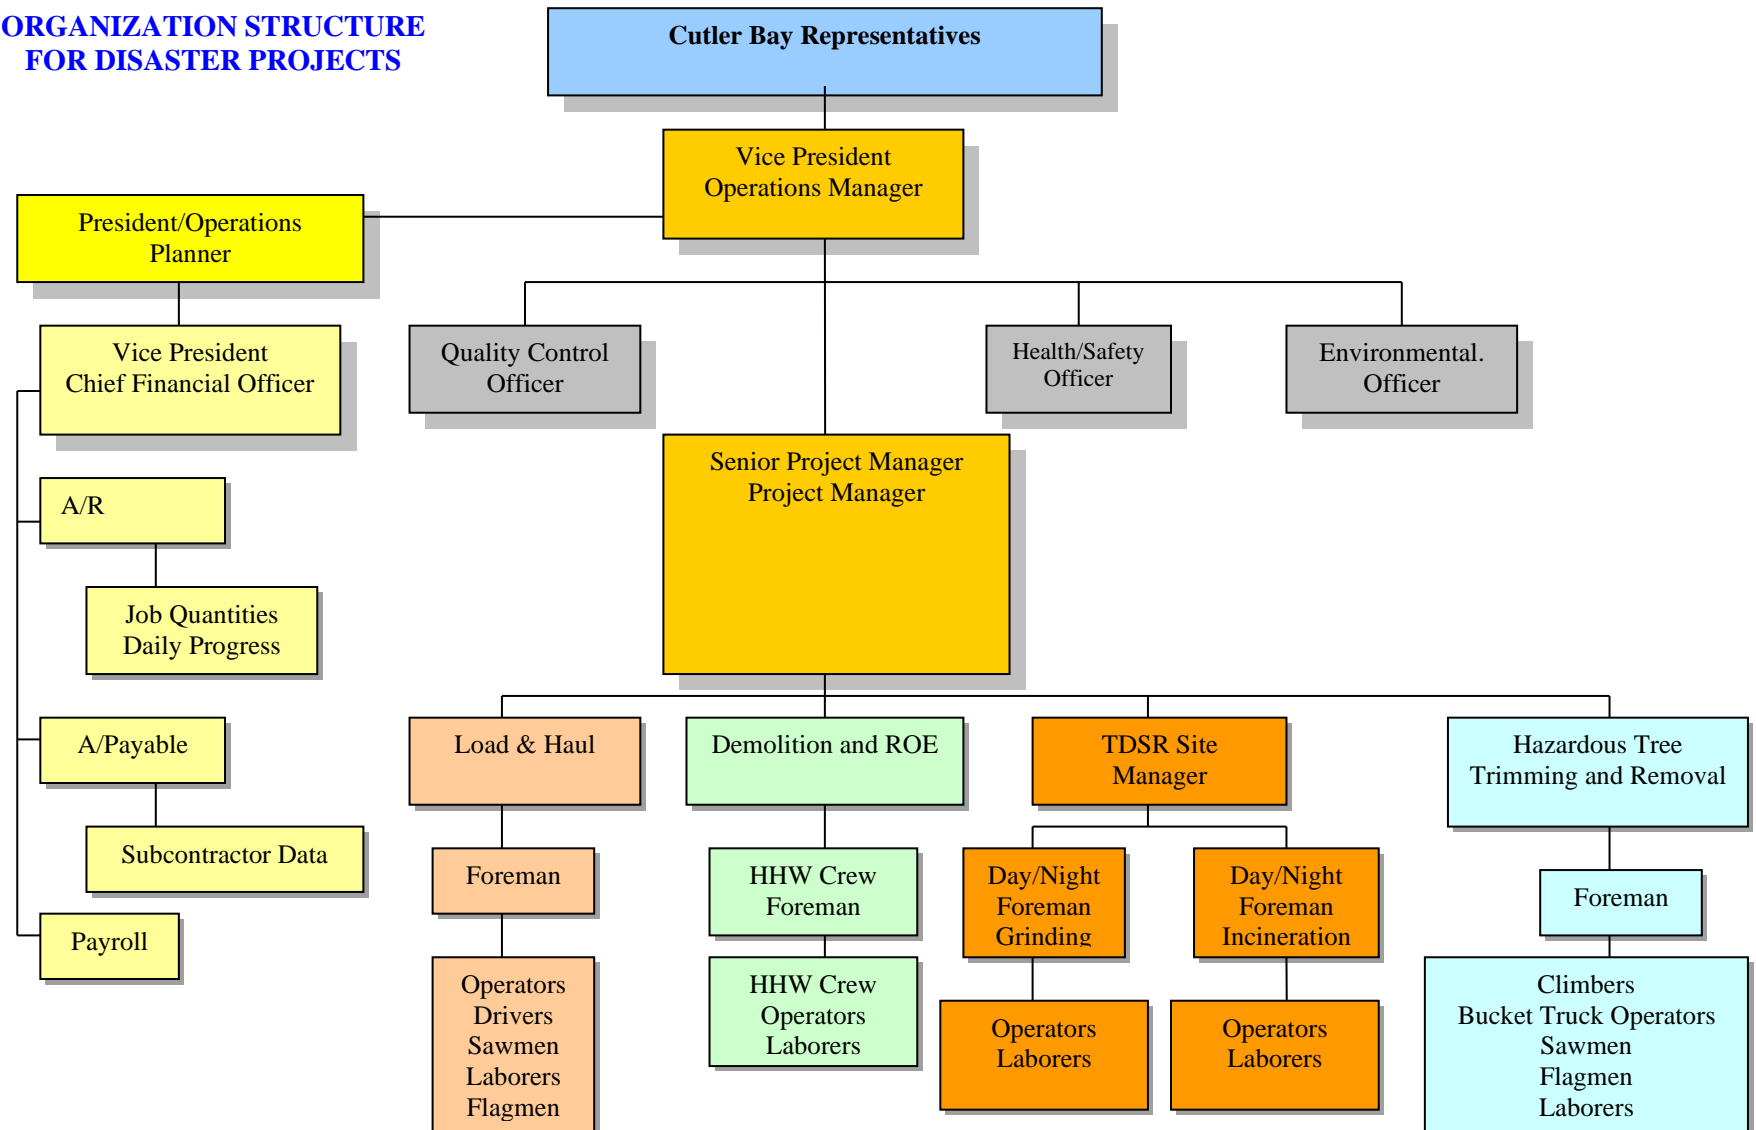 ORGANIZATION STRUCTURE
FOR DISASTER PROJECTS
Cutler Bay Representatives
Vice President
Operations Manager
President/Operations
Planner
Vice President
Chief Financial Officer
Quality Control
Officer
Health/Safety
Officer
Environmental.
Officer
Senior Project Manager
Project Manager
A/R
Job Quantities
Daily Progress
A/Payable
Subcontractor Data
Payroll
Load & Haul
Demolition and ROE
TDSR Site
Manager
Hazardous Tree
Trimming and Removal
Foreman
HHW Crew
Foreman
Day/Night
Foreman
Grinding
Day/Night
Foreman
Incineration
Foreman
Operators
Drivers
Sawmen
Laborers
Flagmen
HHW Crew
Operators
Laborers
Operators
Laborers
Operators
Laborers
Climbers
Bucket Truck Operators
Sawmen
Flagmen
Laborers